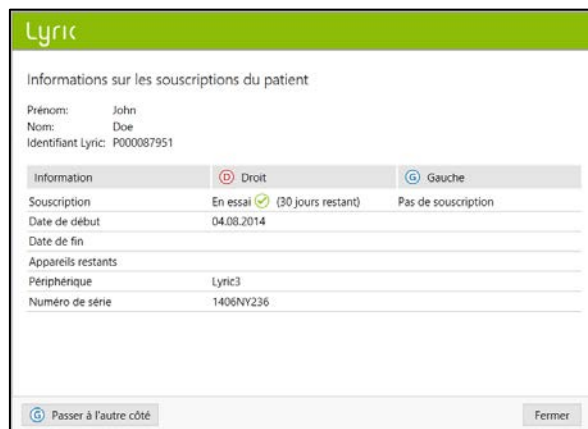 Lyric
Informations sur les souscriptions du patient
Prénom: John
Nom: Doe
Identifiant Lyric: P000087951
Information D Droit G Gauche
Souscription En essai (30 jours restant) Pas de souscription
Date de début 04.08.2014
Date de fin
Appareils restants
Périphérique Lyric3
Numéro de série 1406NY236
G Passer à l'autre côté Fermer